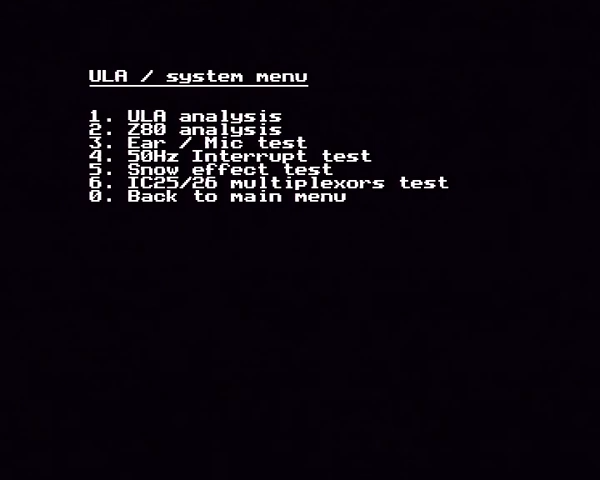 ULA / system menu
1. ULA analysis
2. Z80 analysis
3. Ear / Mic test
4. 50Hz Interrupt test
5. Snow effect test
6. IC25/26 multiplexors test
0. Back to main menu